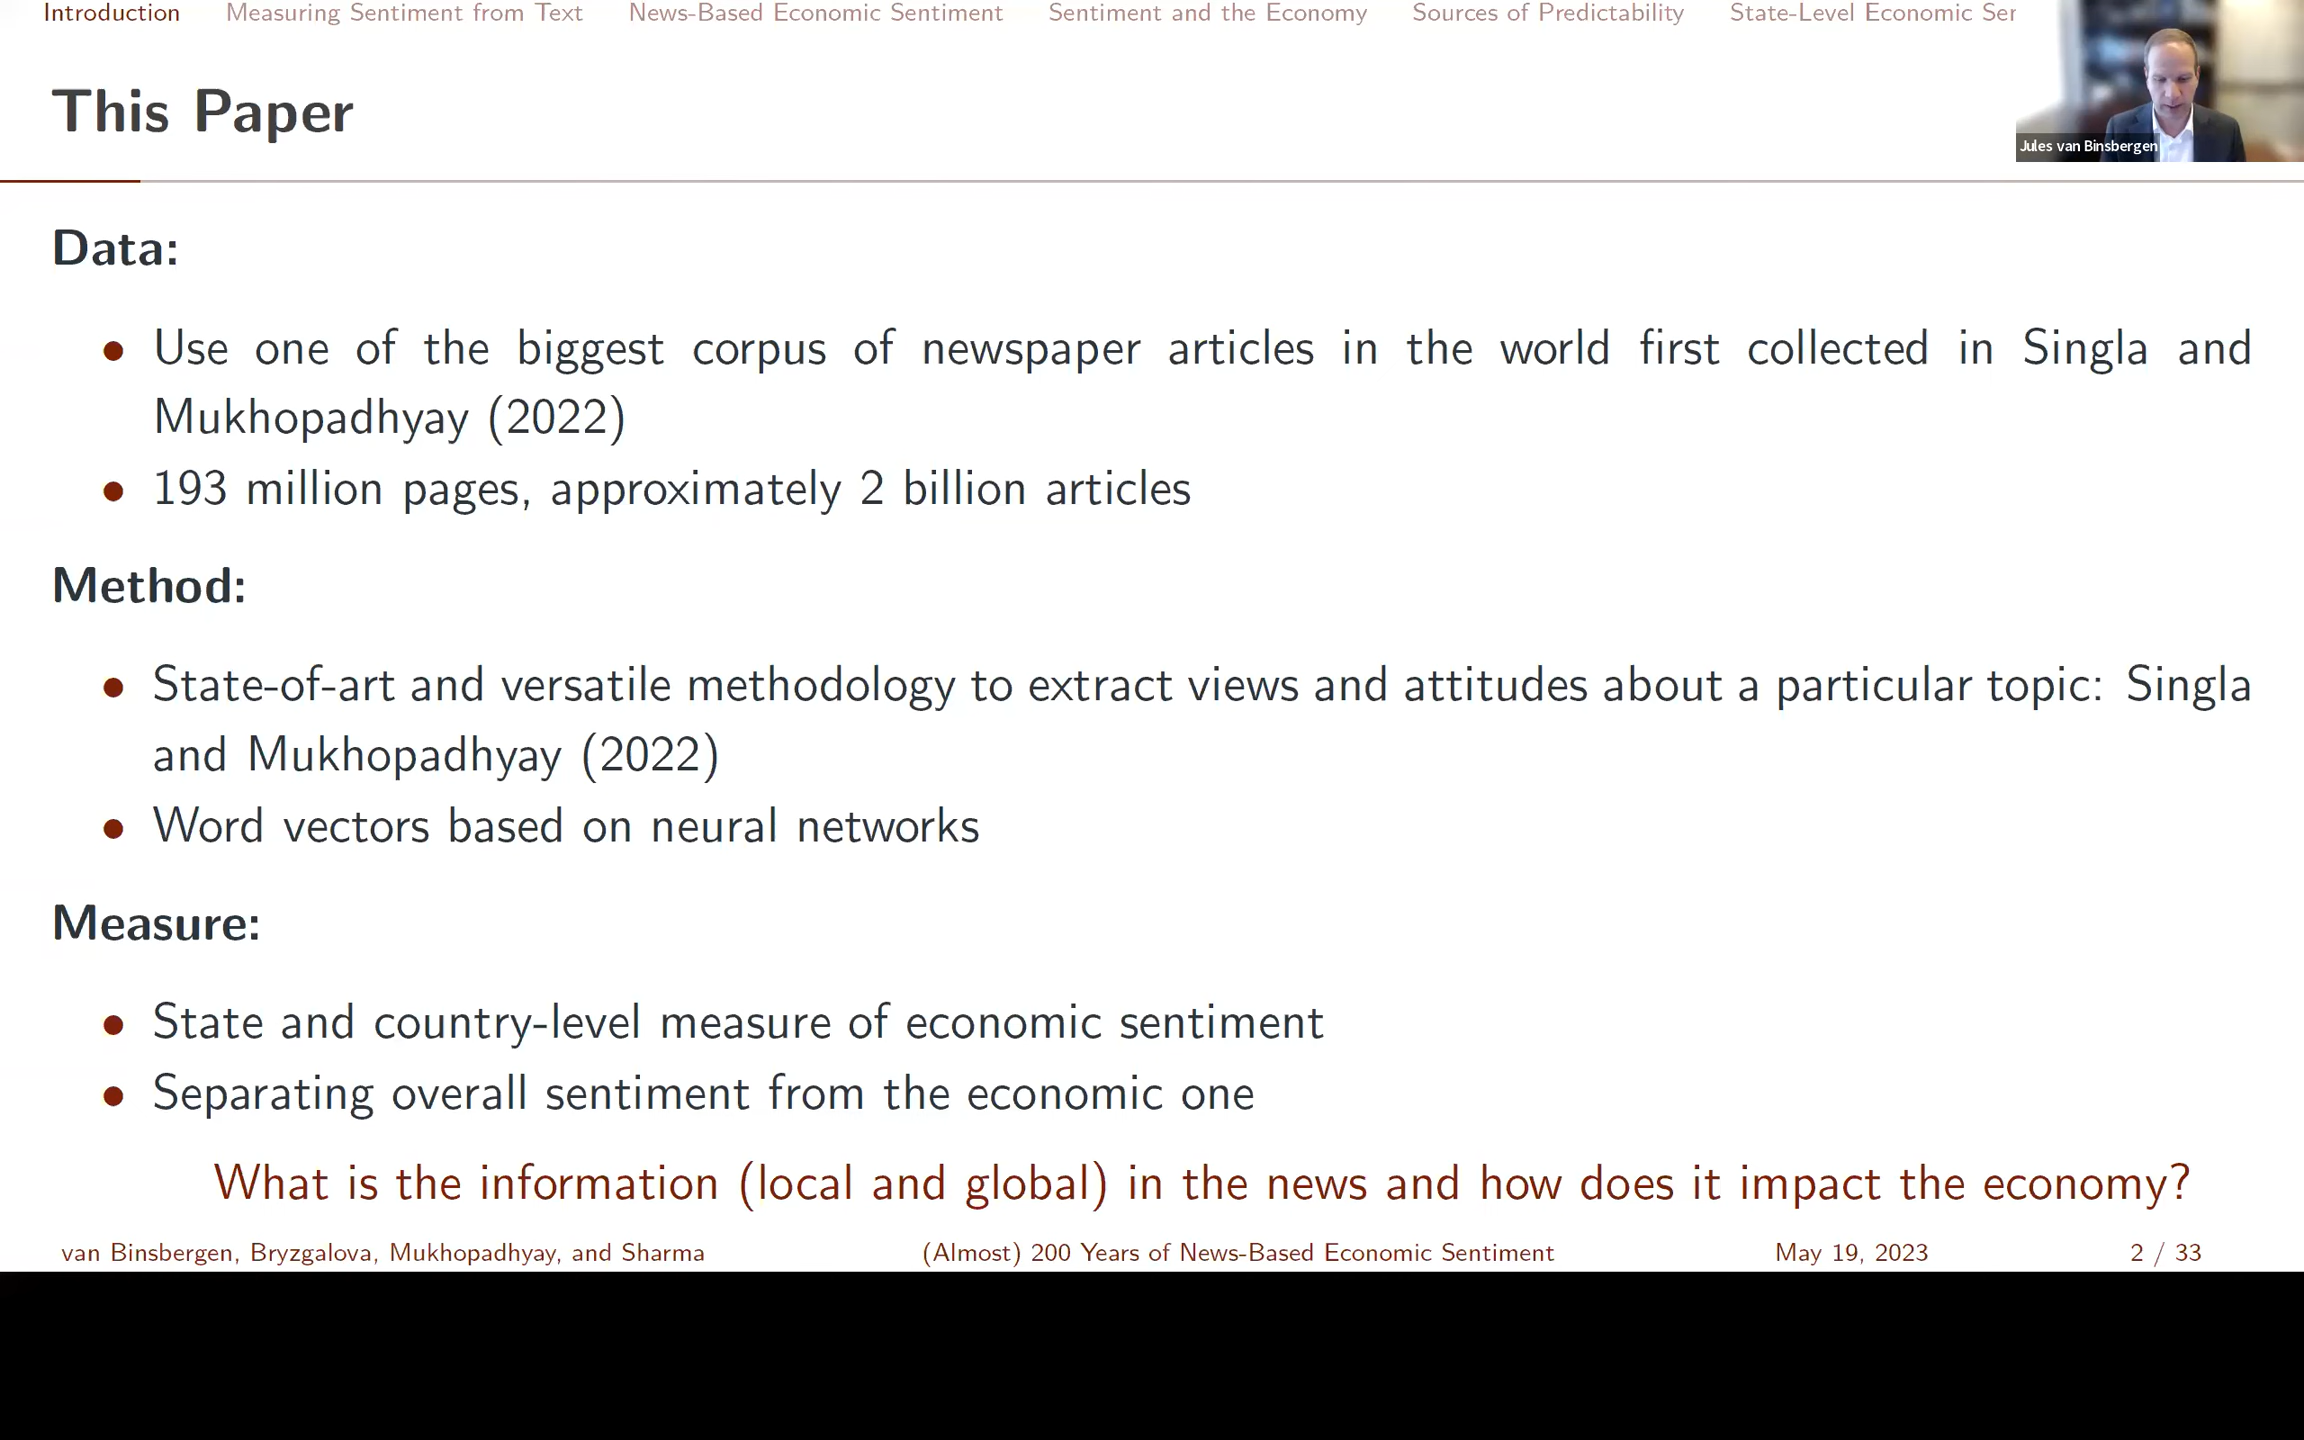 Introduction Measuring Sentiment from Text News-Based Economic Sentiment Sentiment and the Economy Sources of Predictability State-Level Economic Ser
This Paper
Jules van Binsbergen
Data:
• Use one of the biggest corpus of newspaper articles in the world first collected in Singla and
Mukhopadhyay (2022)
• 193 million pages, approximately 2 billion articles
Method:
• State-of-art and versatile methodology to extract views and attitudes about a particular topic: Singla
and Mukhopadhyay (2022)
• Word vectors based on neural networks
Measure:
• State and country-level measure of economic sentiment
• Separating overall sentiment from the economic one
What is the information (local and global) in the news and how does it impact the economy?
van Binsbergen, Bryzgalova, Mukhopadhyay, and Sharma (Almost) 200 Years of News-Based Economic Sentiment May 19, 2023 2 / 33